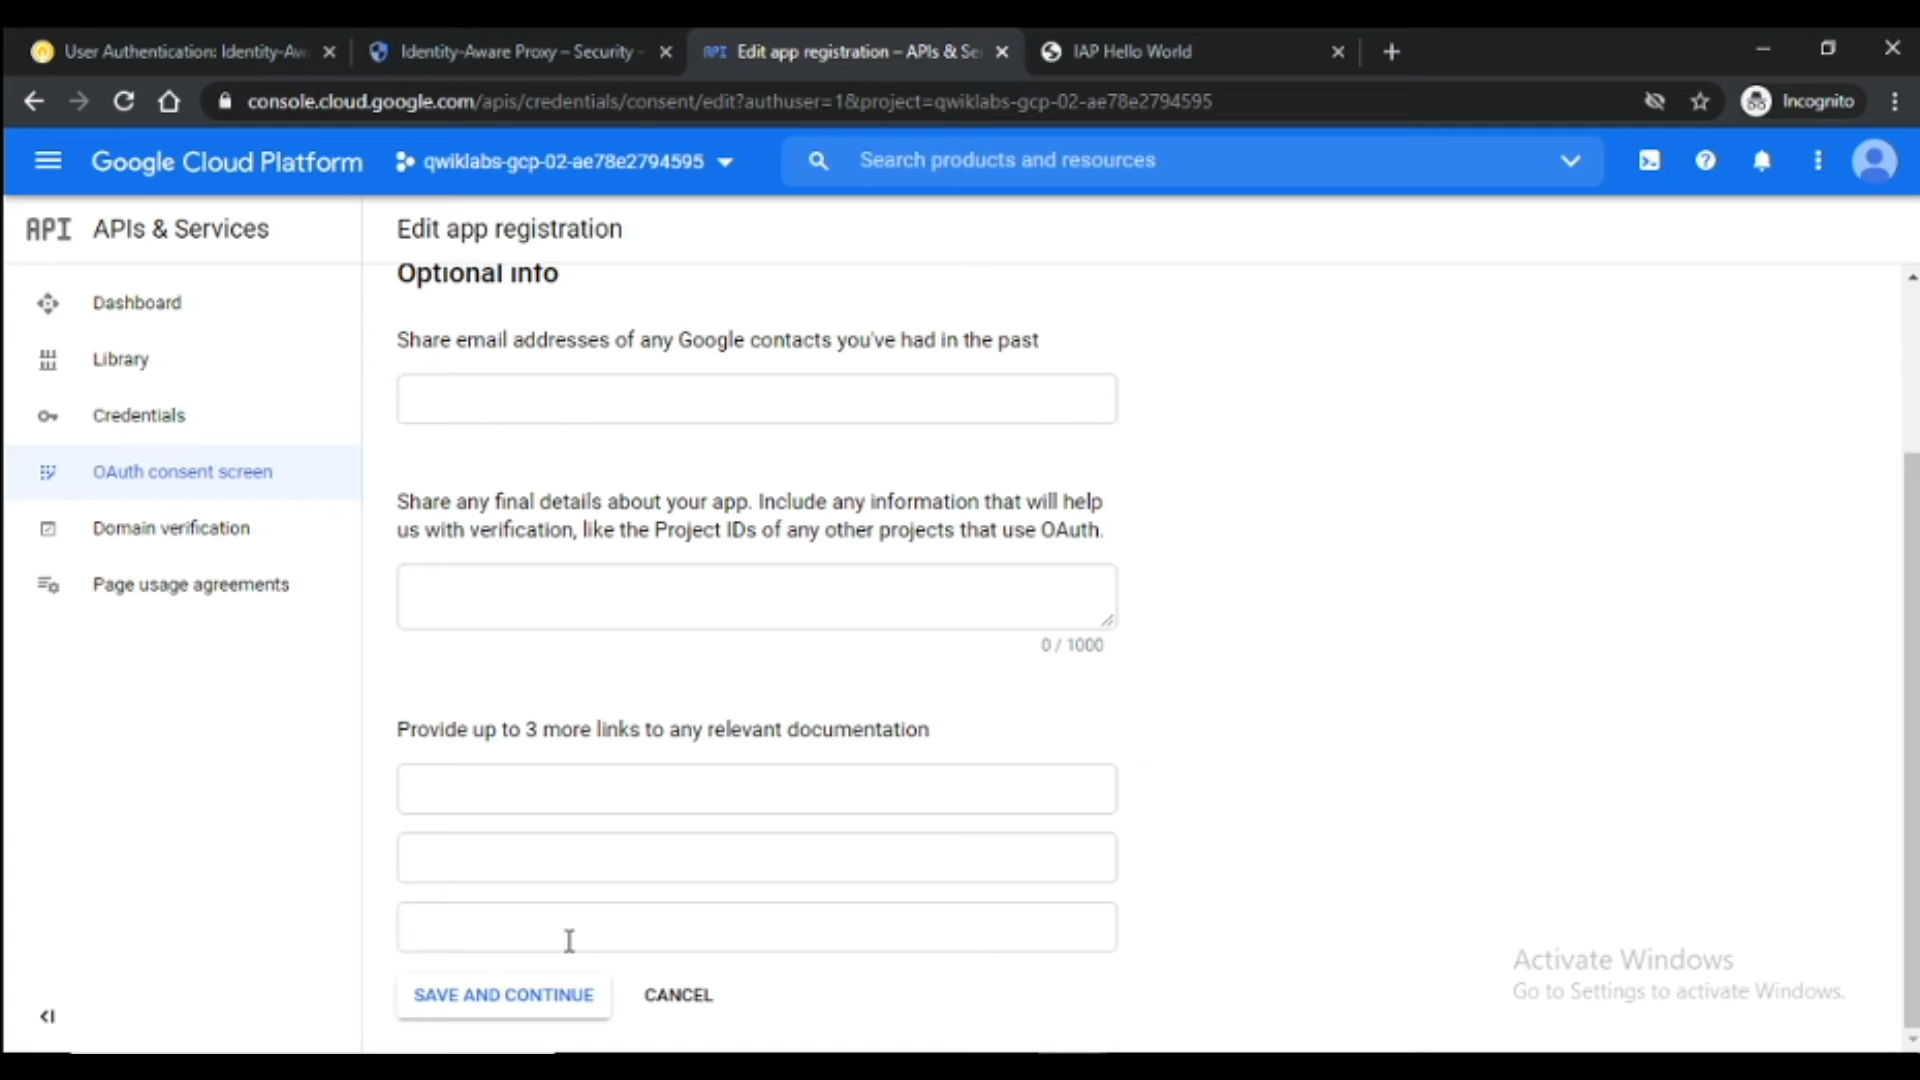 User Authentication: Identity-Aw
Identity-Aware Proxy – Security -
API Edit app registration – APIs & Se
IAP Hello World
console.cloud.google.com/apis/credentials/consent/edit?authuser=1&project=qwiklabs-gcp-02-ae78e2794595
Incognito
Google Cloud Platform
qwiklabs-gcp-02-ae78e2794595
Search products and resources
API APIs & Services
Edit app registration
Optional info
Dashboard
Library
Credentials
OAuth consent screen
Domain verification
Page usage agreements
Share email addresses of any Google contacts you've had in the past
Share any final details about your app. Include any information that will help
us with verification, like the Project IDs of any other projects that use OAuth.
0 / 1000
Provide up to 3 more links to any relevant documentation
SAVE AND CONTINUE
CANCEL
Activate Windows
Go to Settings to activate Windows.